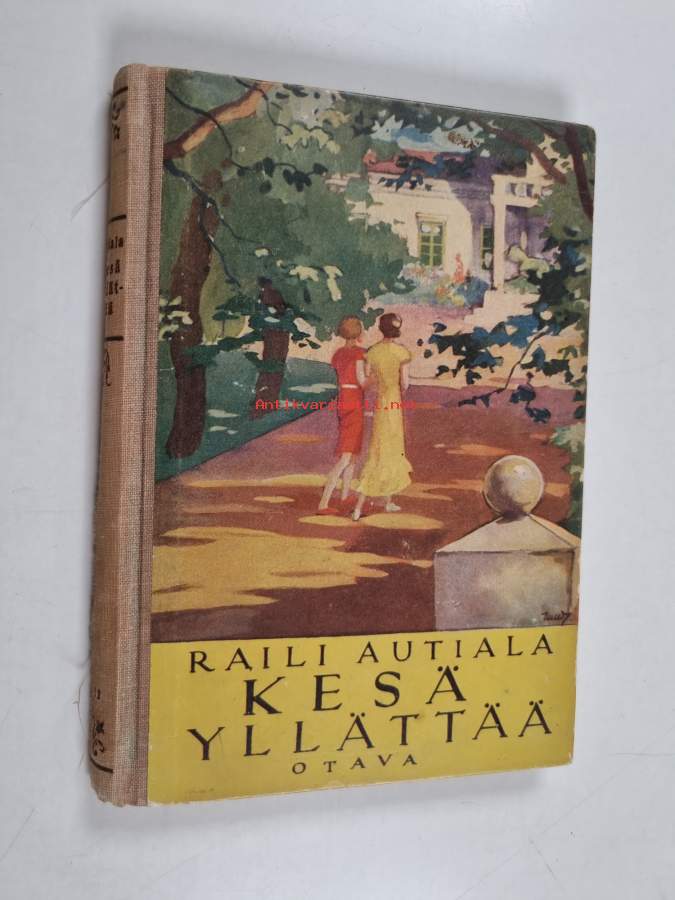 Antikvariaatti.net
RAILI AUTIALA
KESÄ
YLLÄTTÄÄ
OTAVA